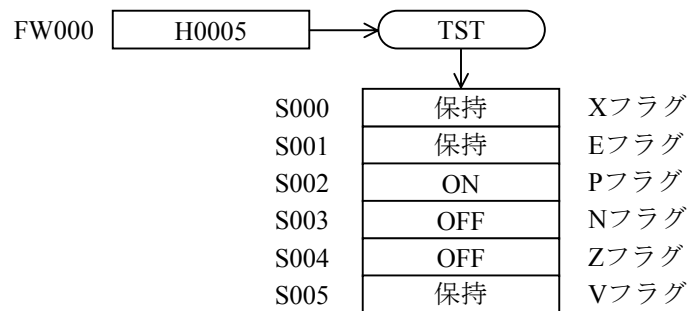 FW000 H0005 TST
S000 保持 Xフラグ
S001 保持 Eフラグ
S002 ON Pフラグ
S003 OFF Nフラグ
S004 OFF Zフラグ
S005 保持 Vフラグ